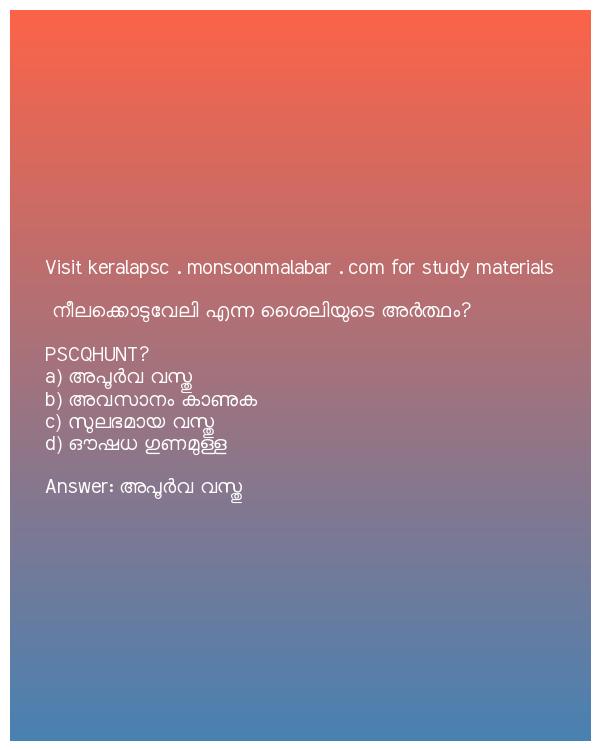 Visit keralapsc . monsoonmalabar . com for study materials
നീലക്കൊടുവേലി എന്ന ശൈലിയുടെ അർത്ഥം?
PSCQHUNT?
a) അപൂർവ വസ്തു
b) അവസാനം കാണുക
c) സുലഭമായ വസ്തു
d) ഔഷധ ഗുണമുള്ള
Answer: അപൂർവ വസ്തു